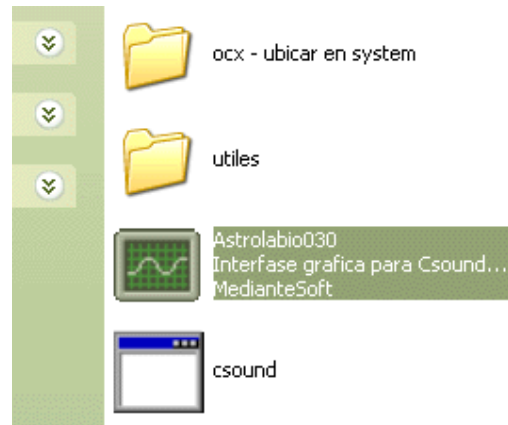 ocx - ubicar en system
utiles
Astrolabio030
Interfase grafica para Csound...
MedianteSoft
csound